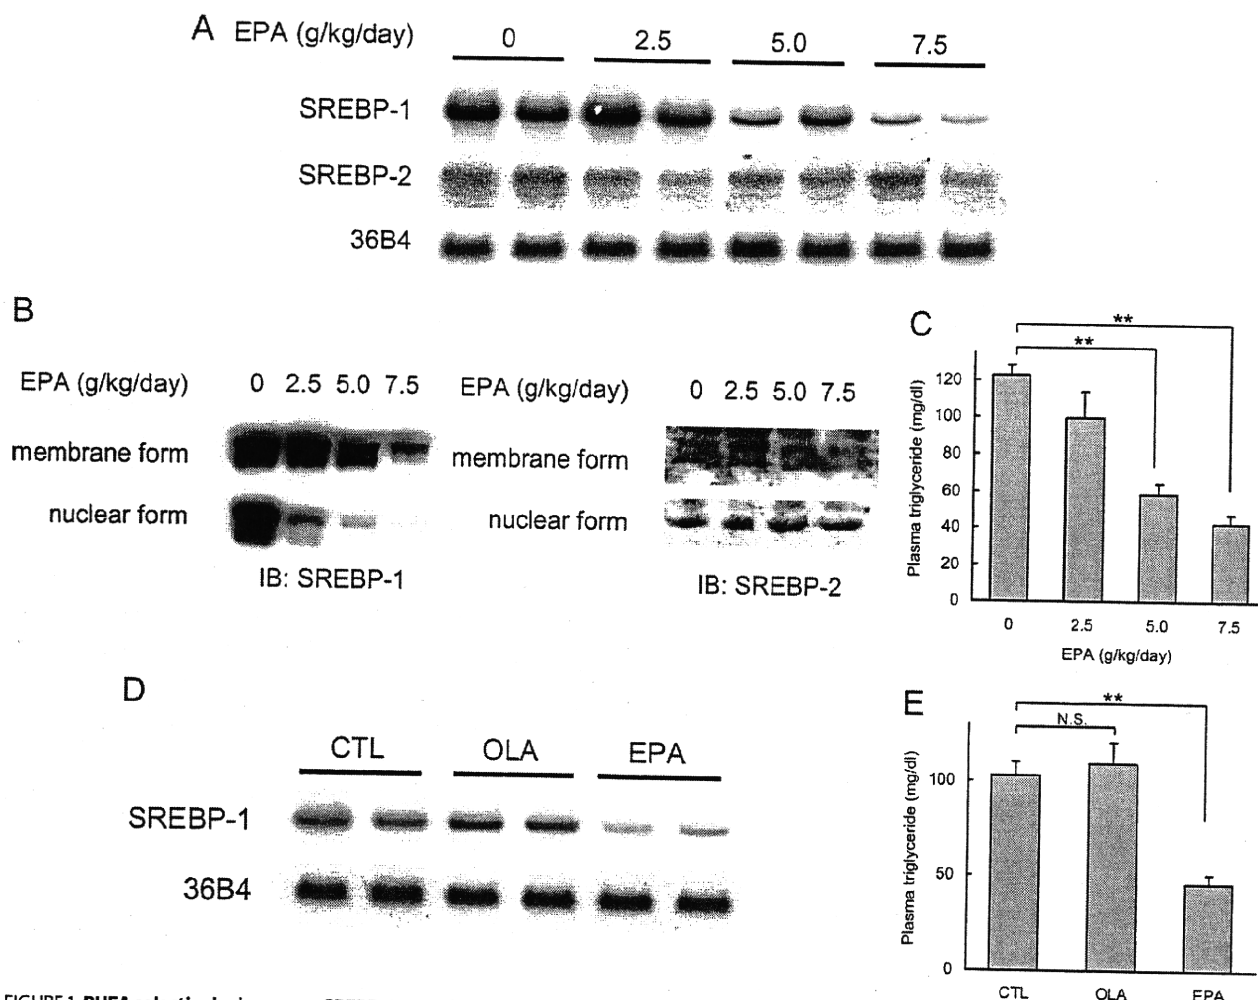 A EPA (g/kg/day) 0 2.5 5.0 7.5
SREBP-1
SREBP-2
36B4
B
EPA (g/kg/day) 0 2.5 5.0 7.5
membrane form
nuclear form
IB: SREBP-1
EPA (g/kg/day) 0 2.5 5.0 7.5
membrane form
nuclear form
IB: SREBP-2
C
**
**
Plasma triglyceride (mg/dl)
120
100
80
60
40
20
0
0 2.5 5.0 7.5
EPA (g/kg/day)
D
CTL OLA EPA
SREBP-1
36B4
E
**
N.S.
Plasma triglyceride (mg/dl)
100
50
0
CTL OLA EPA
FIGURE 1. PUFA